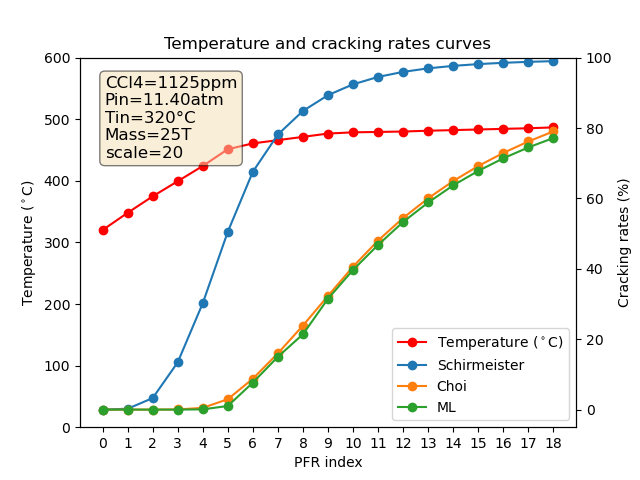 Temperature and cracking rates curves
CCl4=1125ppm
Pin=11.40atm
Tin=320°C
Mass=25T
scale=20
600
500
400
300
200
100
0
Temperature (°C)
100
80
60
40
20
0
Cracking rates (%)
Temperature (°C)
Schirmeister
Choi
ML
0 1 2 3 4 5 6 7 8 9 10 11 12 13 14 15 16 17 18
PFR index